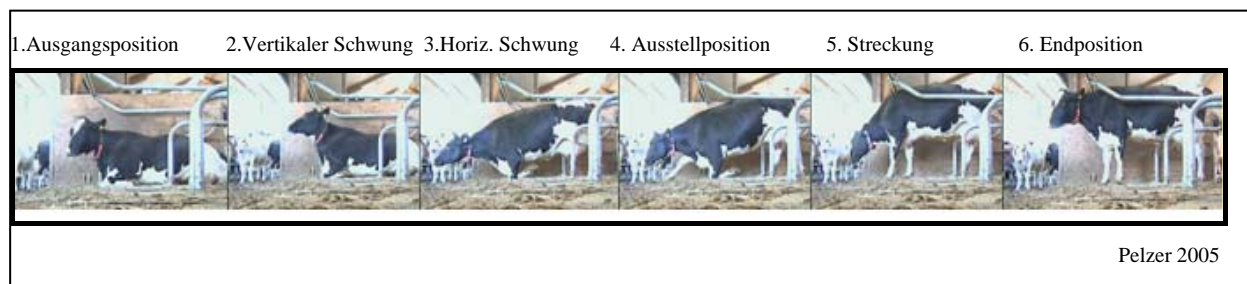 1.Ausgangsposition 2.Vertikaler Schwung 3.Horiz. Schwung 4. Ausstellposition 5. Streckung 6. Endposition
Pelzer 2005